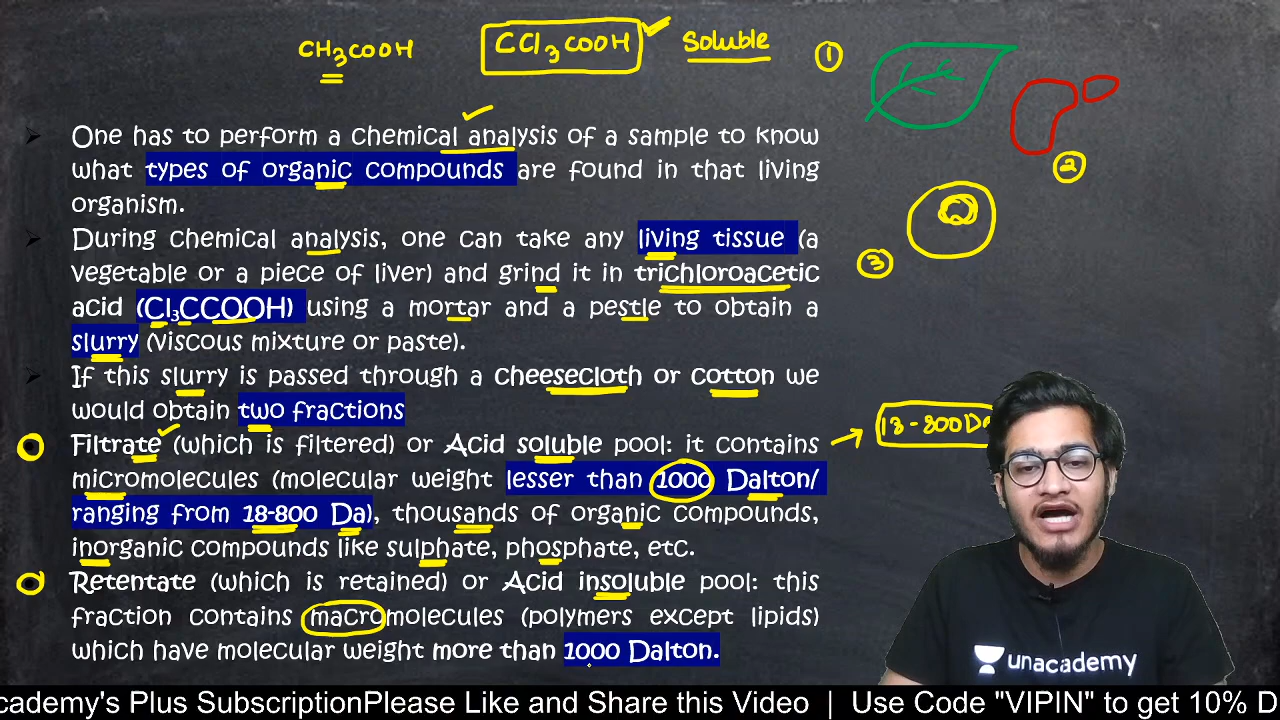 CH3COOH CCl3COOH Soluble ①
One has to perform a chemical analysis of a sample to know
what types of organic compounds are found in that living
organism.
②
During chemical analysis, one can take any living tissue (a
③
vegetable or a piece of liver) and grind it in trichloroacetic
acid (Cl₃CCOOH) using a mortar and a pestle to obtain a
slurry (viscous mixture or paste).
If this slurry is passed through a cheesecloth or cotton we
would obtain two fractions
Filtrate (which is filtered) or Acid soluble pool: it contains
18-800Da
micromolecules (molecular weight lesser than 1000 Dalton/
ranging from 18-800 Da), thousands of organic compounds,
inorganic compounds like sulphate, phosphate, etc.
Retentate (which is retained) or Acid insoluble pool: this
fraction contains macromolecules (polymers except lipids)
which have molecular weight more than 1000 Dalton.
unacademy
cademy's Plus SubscriptionPlease Like and Share this Video | Use Code "VIPIN" to get 10% D